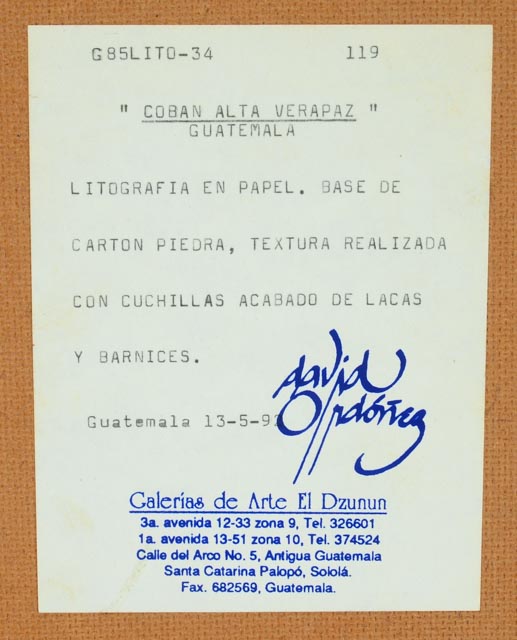 G85LITO-34 119
" COBAN ALTA VERAPAZ "
GUATEMALA
LITOGRAFIA EN PAPEL. BASE DE
CARTON PIEDRA, TEXTURA REALIZADA
CON CUCHILLAS ACABADO DE LACAS
Y BARNICES.
david
Ordóñez
Guatemala 13-5-92
Galerías de Arte El Dzunun
3a. avenida 12-33 zona 9, Tel. 326601
1a. avenida 13-51 zona 10, Tel. 374524
Calle del Arco No. 5, Antigua Guatemala
Santa Catarina Palopó, Sololá.
Fax. 682569, Guatemala.